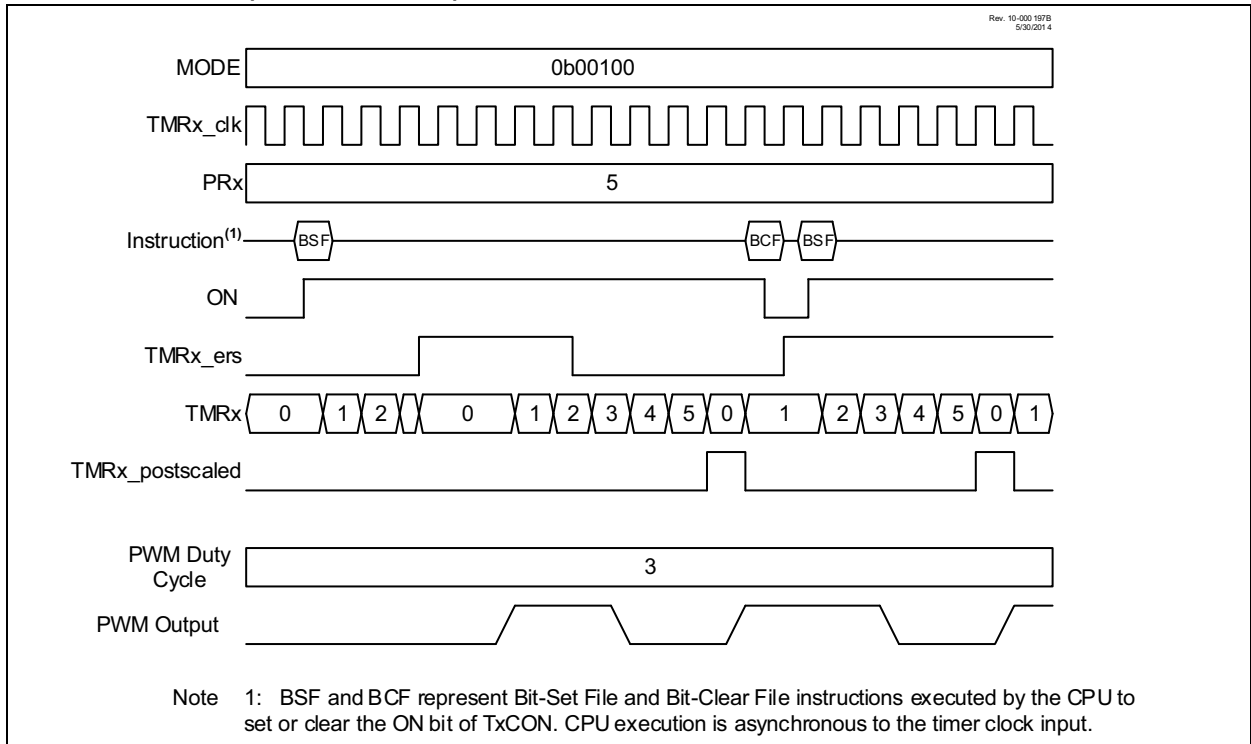 Rev. 10-000 197B
5/30/201 4
MODE 0b00100
TMRx_clk
PRx 5
Instruction(1) BSF BCF BSF
ON
TMRx_ers
TMRx 0 1 2 0 1 2 3 4 5 0 1 2 3 4 5 0 1
TMRx_postscaled
PWM Duty
Cycle 3
PWM Output
Note 1: BSF and BCF represent Bit-Set File and Bit-Clear File instructions executed by the CPU to
set or clear the ON bit of TxCON. CPU execution is asynchronous to the timer clock input.